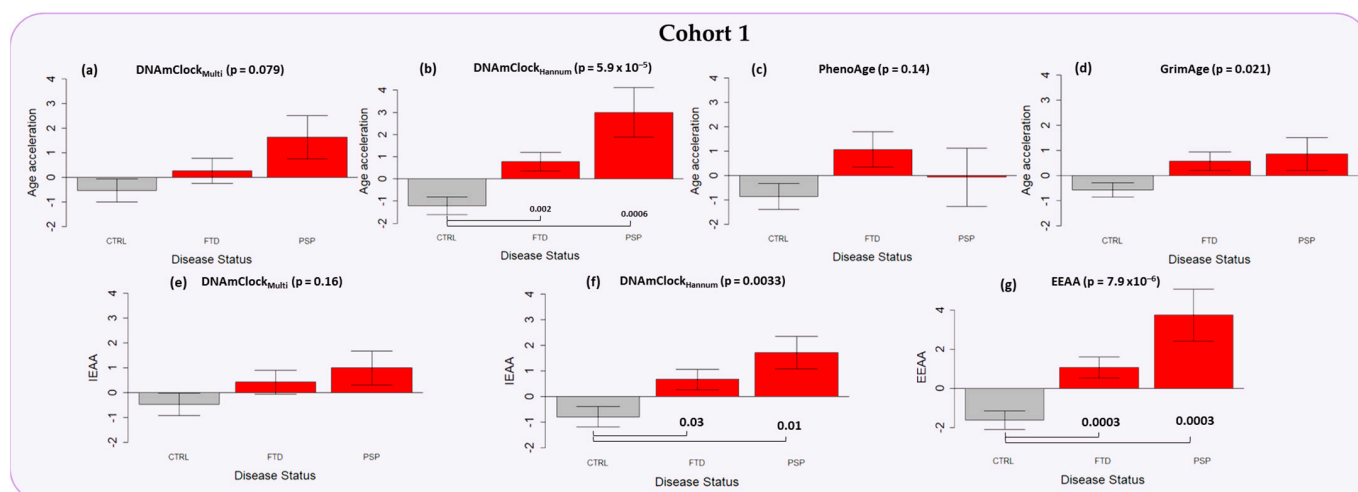 Cohort 1
(a) DNAmClockMulti (p = 0.079)
Age acceleration
4
3
2
1
0
-1
-2
CTRL FTD PSP
Disease Status
(b) DNAmClockHannum (p = 5.9 x 10⁻⁵)
Age acceleration
4
3
2
1
0
-1
-2
0.002
0.0006
CTRL FTD PSP
Disease Status
(c) PhenoAge (p = 0.14)
Age acceleration
4
3
2
1
0
-1
-2
CTRL FTD PSP
Disease Status
(d) GrimAge (p = 0.021)
Age acceleration
4
3
2
1
0
-1
-2
CTRL FTD PSP
Disease Status
(e) DNAmClockMulti (p = 0.16)
IEAA
4
3
2
1
0
-1
-2
CTRL FTD PSP
Disease Status
(f) DNAmClockHannum (p = 0.0033)
IEAA
4
3
2
1
0
-1
-2
0.03
0.01
CTRL FTD PSP
Disease Status
(g) EEAA (p = 7.9 x10⁻⁶)
EEAA
4
2
0
-2
0.0003 0.0003
CTRL FTD PSP
Disease Status